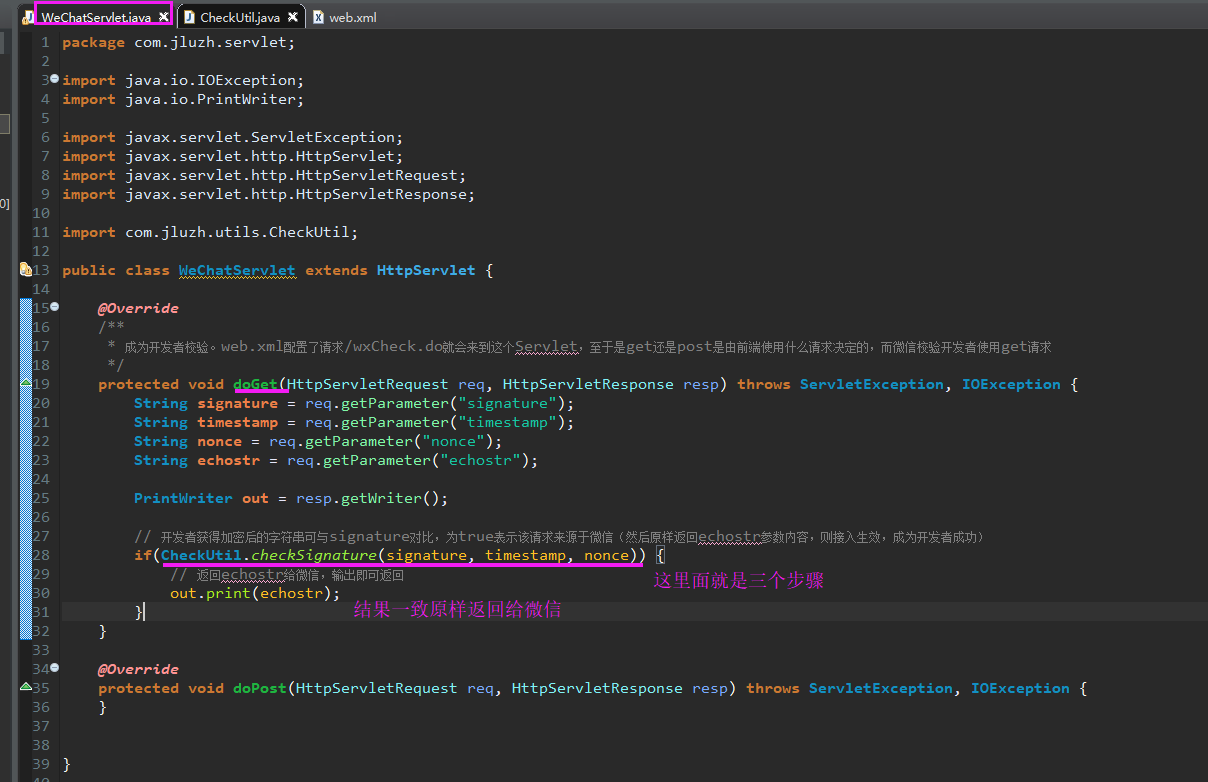 WeChatServlet.java CheckUtil.java web.xml
1 package com.jluzh.servlet;
2
3 import java.io.IOException;
4 import java.io.PrintWriter;
5
6 import javax.servlet.ServletException;
7 import javax.servlet.http.HttpServlet;
8 import javax.servlet.http.HttpServletRequest;
9 import javax.servlet.http.HttpServletResponse;
0]
10
11 import com.jluzh.utils.CheckUtil;
12
13 public class WeChatServlet extends HttpServlet {
14
15 @Override
16 /**
17 * 成为开发者校验。web.xml配置了请求/wxCheck.do就会来到这个Servlet，至于是get还是post是由前端使用什么请求决定的，而微信校验开发者使用get请求
18 */
19 protected void doGet(HttpServletRequest req, HttpServletResponse resp) throws ServletException, IOException {
20 String signature = req.getParameter("signature");
21 String timestamp = req.getParameter("timestamp");
22 String nonce = req.getParameter("nonce");
23 String echostr = req.getParameter("echostr");
24
25 PrintWriter out = resp.getWriter();
26
27 // 开发者获得加密后的字符串可与signature对比，为true表示该请求来源于微信（然后原样返回echostr参数内容，则接入生效，成为开发者成功）
28 if(CheckUtil.checkSignature(signature, timestamp, nonce)) {
29 // 返回echostr给微信，输出即可返回
这里面就是三个步骤
30 out.print(echostr);
31 }
结果一致原样返回给微信
32 }
33
34 @Override
35 protected void doPost(HttpServletRequest req, HttpServletResponse resp) throws ServletException, IOException {
36 }
37
38
39 }
40